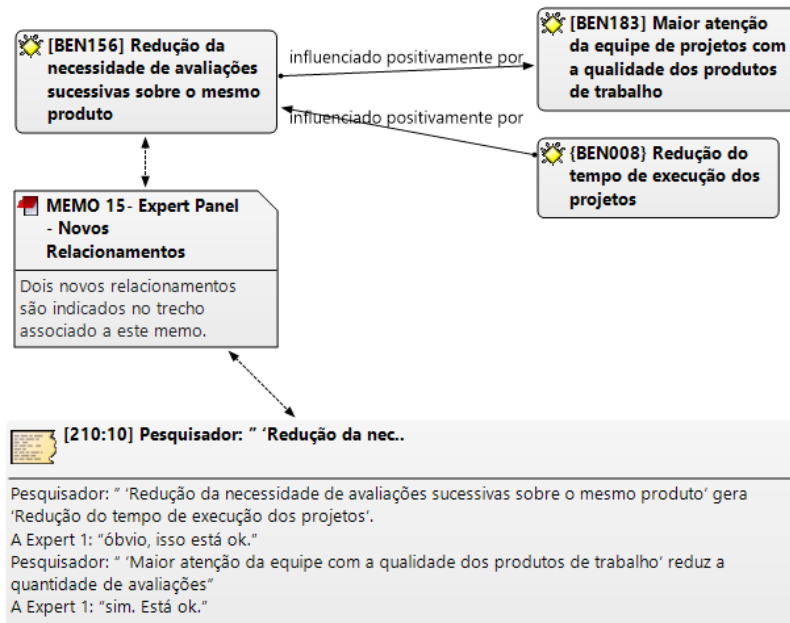 [BEN156] Redução da
necessidade de avaliações
sucessivas sobre o mesmo
produto
influenciado positivamente por
[BEN183] Maior atenção
da equipe de projetos com
a qualidade dos produtos
de trabalho
influenciado positivamente por
{BEN008} Redução do
tempo de execução dos
projetos
MEMO 15- Expert Panel
- Novos
Relacionamentos
Dois novos relacionamentos
são indicados no trecho
associado a este memo.
[210:10] Pesquisador: ” ‘Redução da nec..
Pesquisador: ” ‘Redução da necessidade de avaliações sucessivas sobre o mesmo produto’ gera
‘Redução do tempo de execução dos projetos’.
A Expert 1: “óbvio, isso está ok.”
Pesquisador: “ ‘Maior atenção da equipe com a qualidade dos produtos de trabalho’ reduz a
quantidade de avaliações”
A Expert 1: “sim. Está ok.”